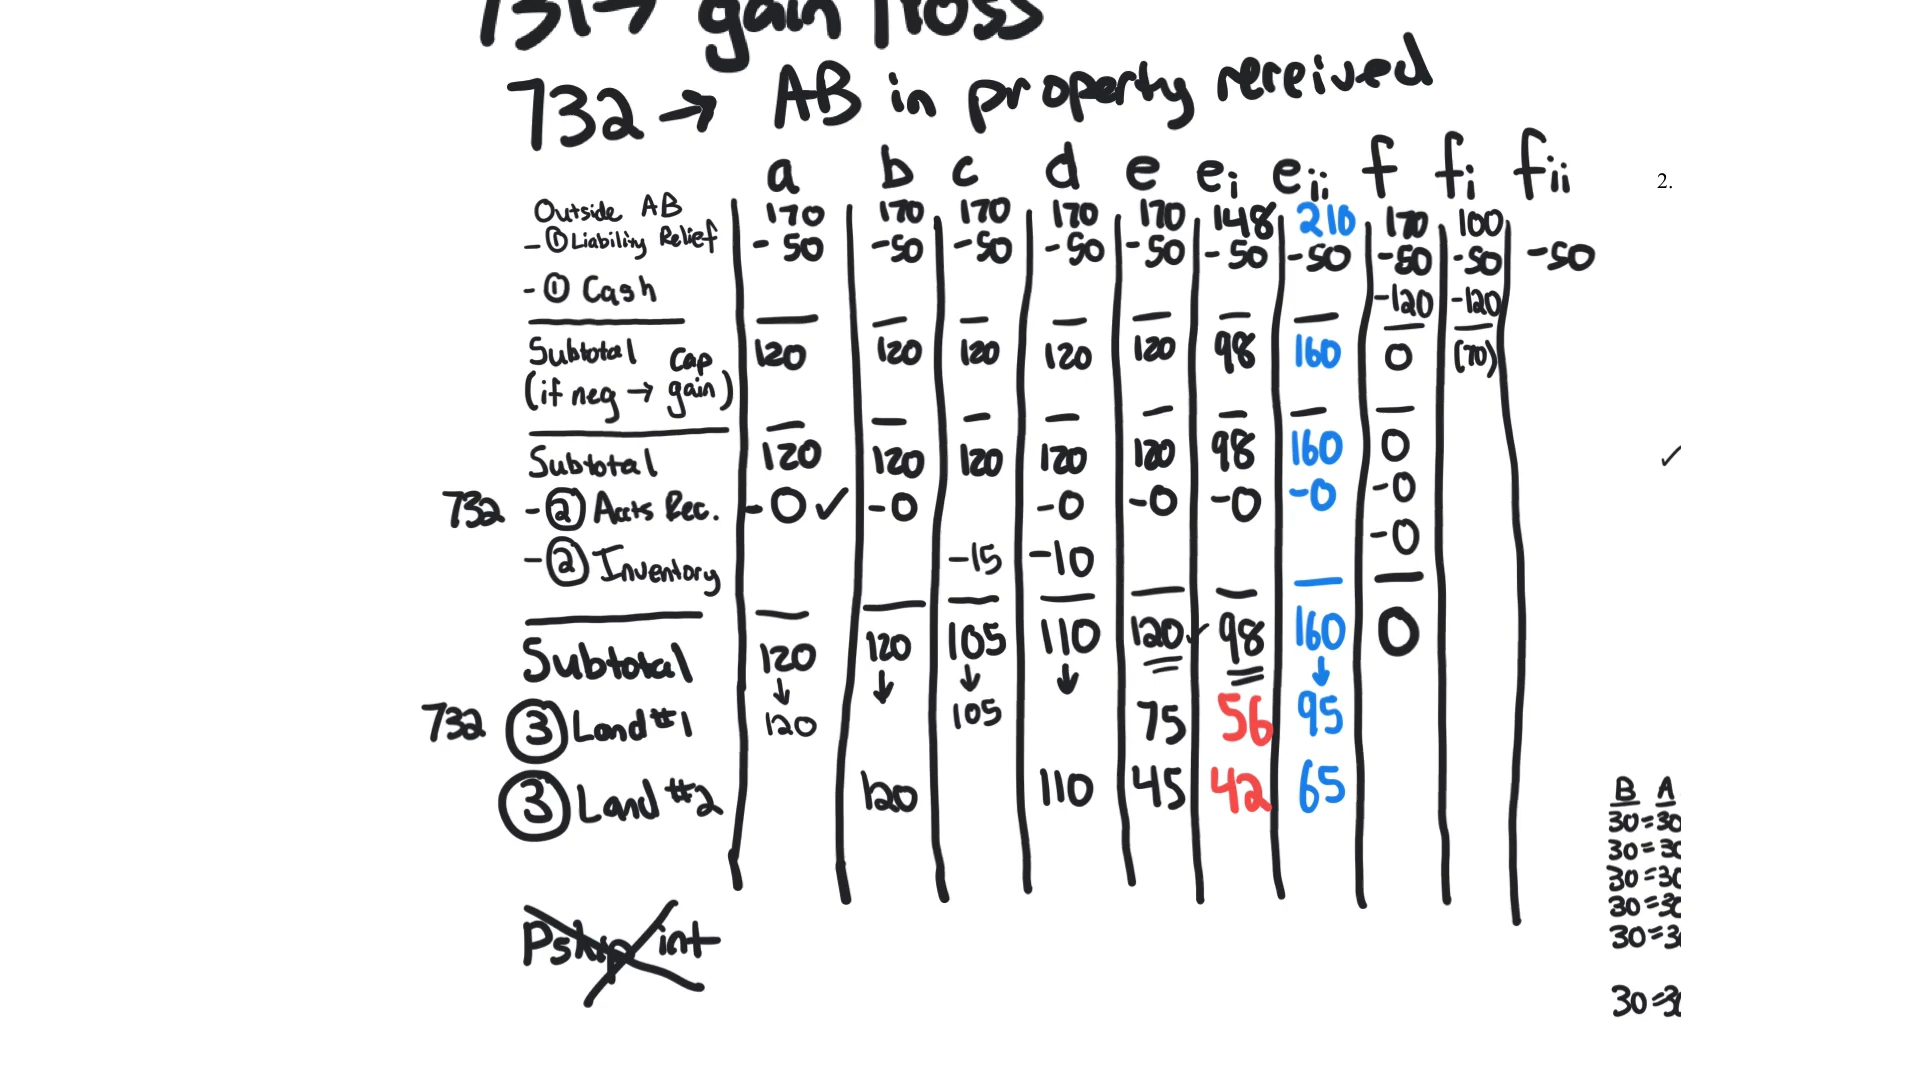 731→ gain/loss
732 → AB in property received
a b c d e ei eii f fi fii
2.
Outside AB 170 170 170 170 170 148 210 170 100
- ① Liability Relief - 50 -50 -50 -50 -50 -50 -50 -50 -50 -50
- ① Cash -120 -120
Subtotal 120 120 120 120 120 98 160 0 (70)
(if neg → Cap gain)
Subtotal 120 120 120 120 120 98 160 0
732 - ② Accts Rec. -0 ✓ -0 -0 -0 -0 -0 -0
- ② Inventory -15 -10 -0
Subtotal 120 120 105 110 120 ✓ 98 160 0
↓ ↓ ↓ ↓ ↓
732 ③ Land #1 120 105 75 56 95
③ Land #2 120 110 45 42 65
Pship int
✓
B A
30=30
30=30
30=30
30=30
30=3
30=3